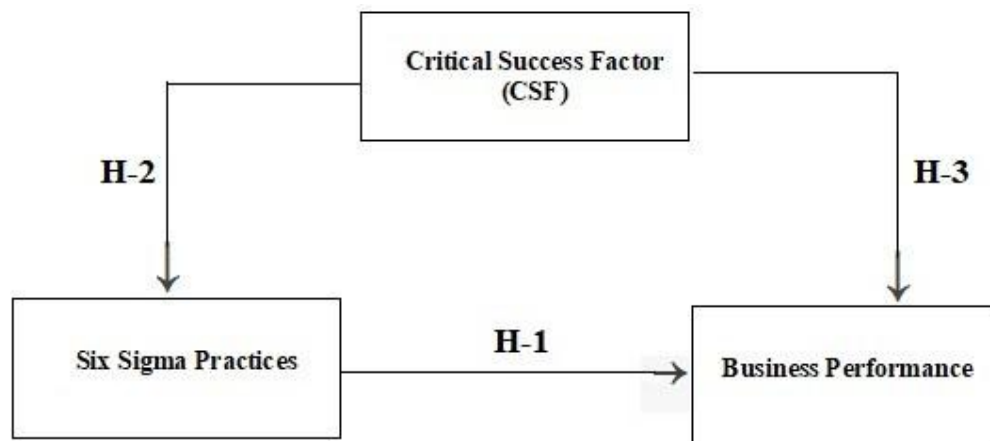 Critical Success Factor
(CSF)
H-2
H-3
Six Sigma Practices
H-1
Business Performance